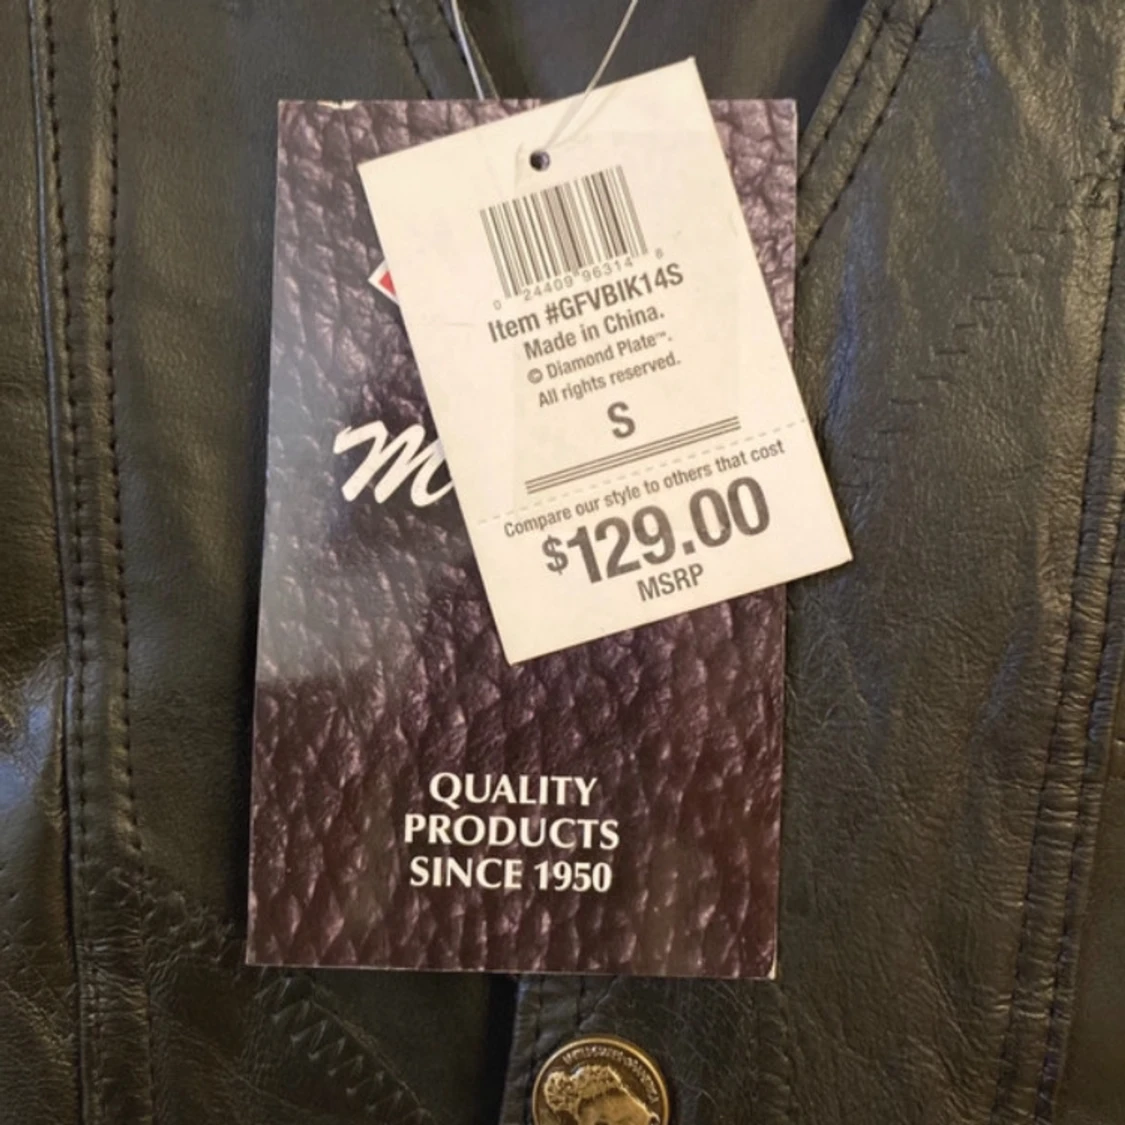 0 24409 96314 8
Item #GFVBIK14S
Made in China.
© Diamond Plate™.
All rights reserved.
S
Compare our style to others that cost
$129.00
MSRP
M
QUALITY
PRODUCTS
SINCE 1950